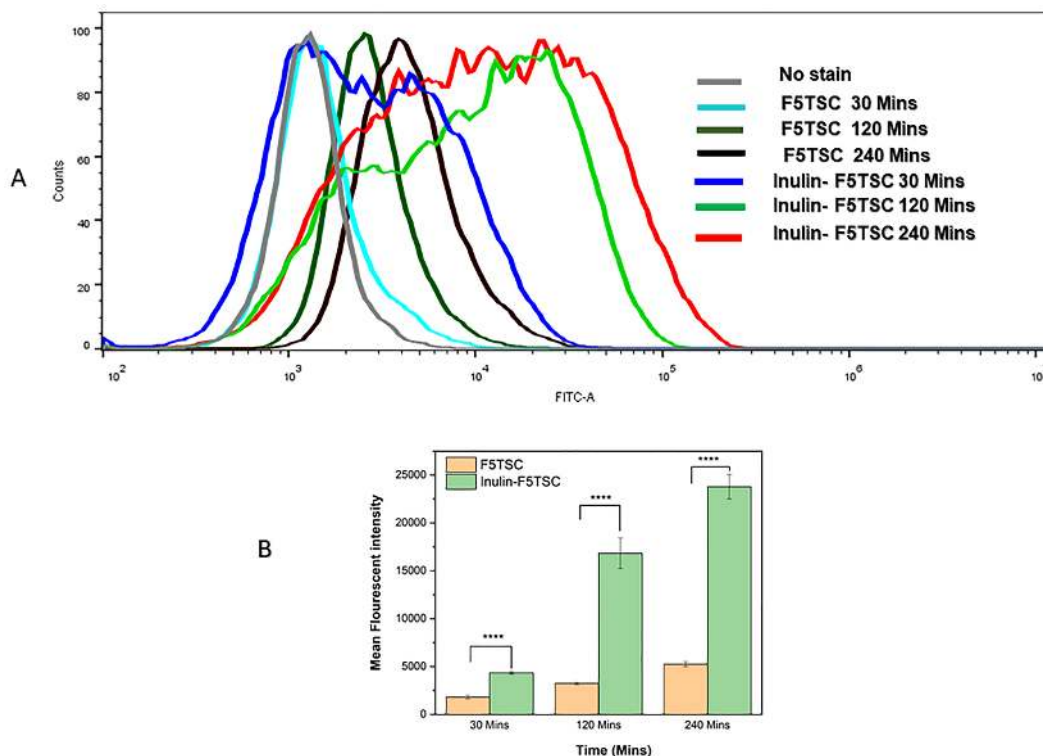 A
Counts
100
80
60
40
20
0
10²
10³
10⁴
10⁵
10⁶
FITC-A
No stain
F5TSC 30 Mins
F5TSC 120 Mins
F5TSC 240 Mins
Inulin- F5TSC 30 Mins
Inulin- F5TSC 120 Mins
Inulin- F5TSC 240 Mins
B
Mean Flourescent intensity
25000
20000
15000
10000
5000
0
F5TSC
Inulin-F5TSC
****
****
****
30 Mins
120 Mins
240 Mins
Time (Mins)